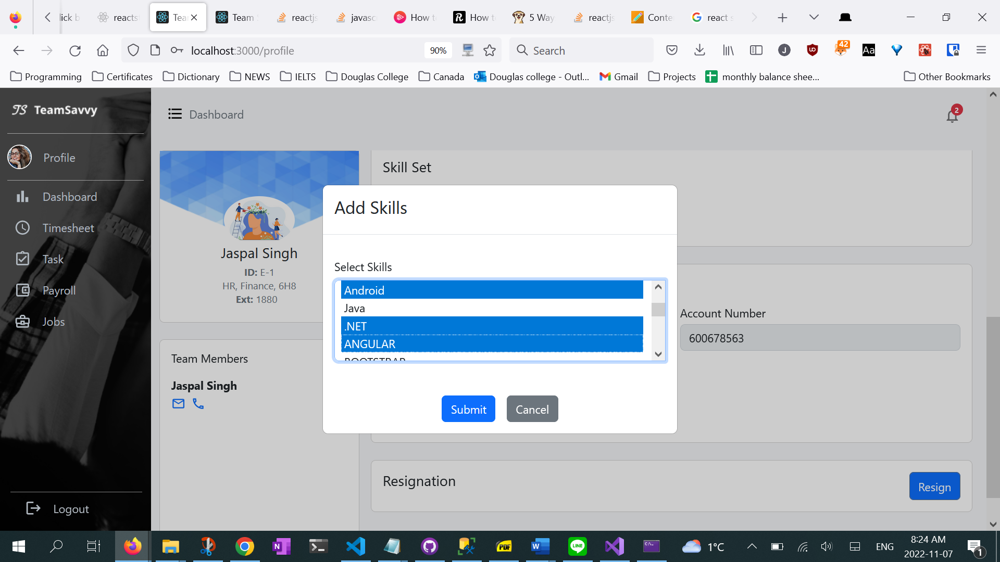 lick b
reacts
Tea
Team S
reactjs
javasc
How t
How t
5 Way
reactjs
Conte
react s
localhost:3000/profile
90%
Search
42
Aa
Programming
Certificates
Dictionary
NEWS
IELTS
Douglas College
Canada
Douglas college - Outl...
Gmail
Projects
monthly balance shee...
Other Bookmarks
TS TeamSavvy
Dashboard
2
Profile
Dashboard
Timesheet
Task
Payroll
Jobs
Logout
Jaspal Singh
ID: E-1
HR, Finance, 6H8
Ext: 1880
Team Members
Jaspal Singh
Skill Set
Add Skills
Select Skills
Android
Java
.NET
ANGULAR
BOOTSTRAP
Submit
Cancel
Account Number
600678563
Resignation
Resign
1°C
ENG
8:24 AM
2022-11-07
1